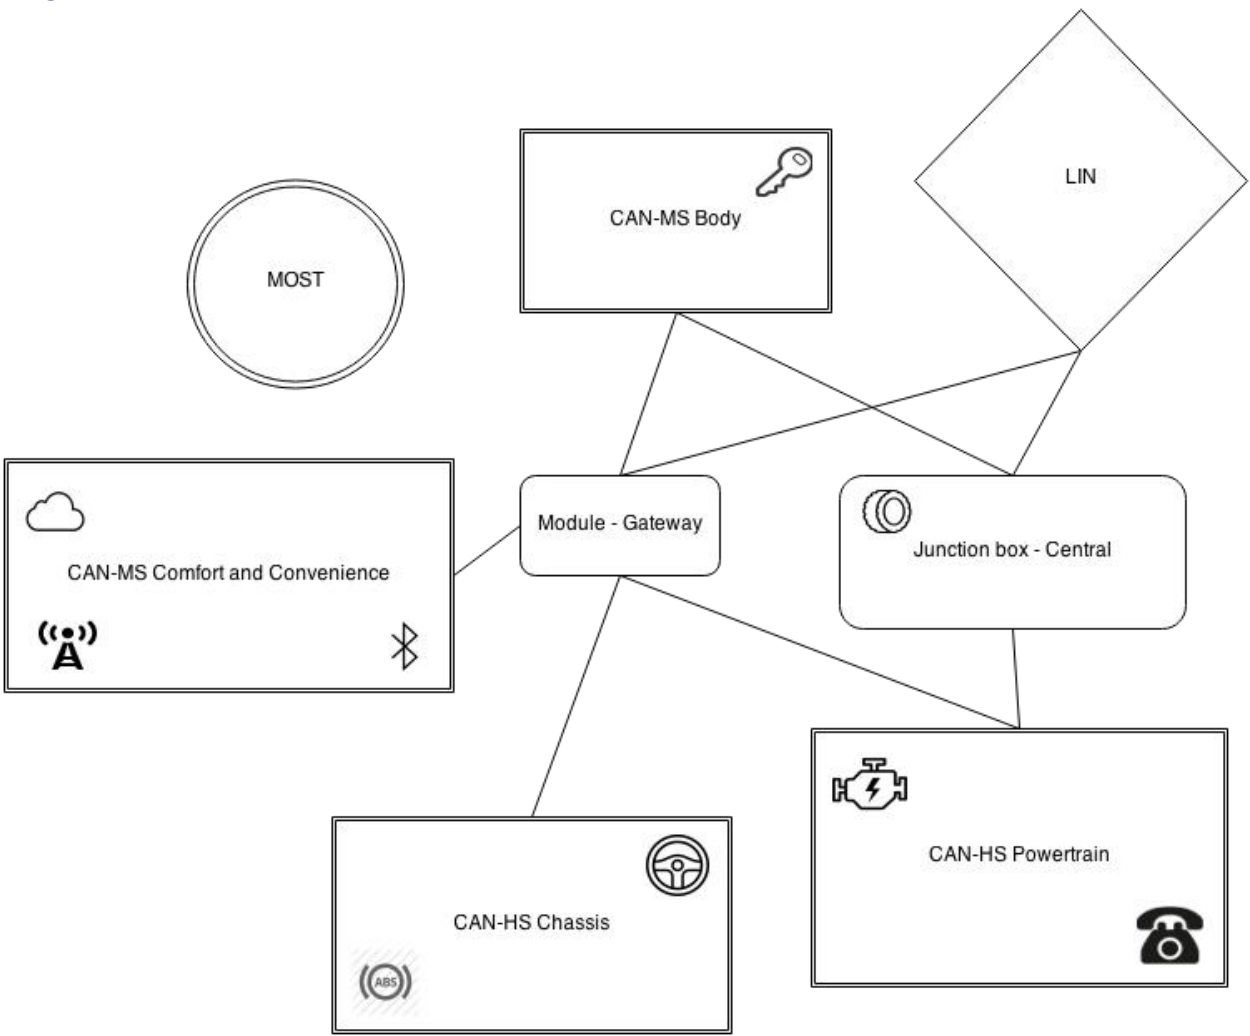 LIN
CAN-MS Body
MOST
Module - Gateway
Junction box - Central
CAN-MS Comfort and Convenience
CAN-HS Powertrain
CAN-HS Chassis
ABS